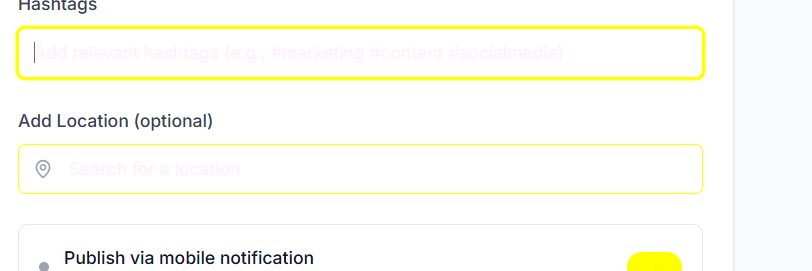 Hashtags
Add relevant hashtags (e.g., #marketing #content #socialmedia)
Add Location (optional)
Search for a location
Publish via mobile notification